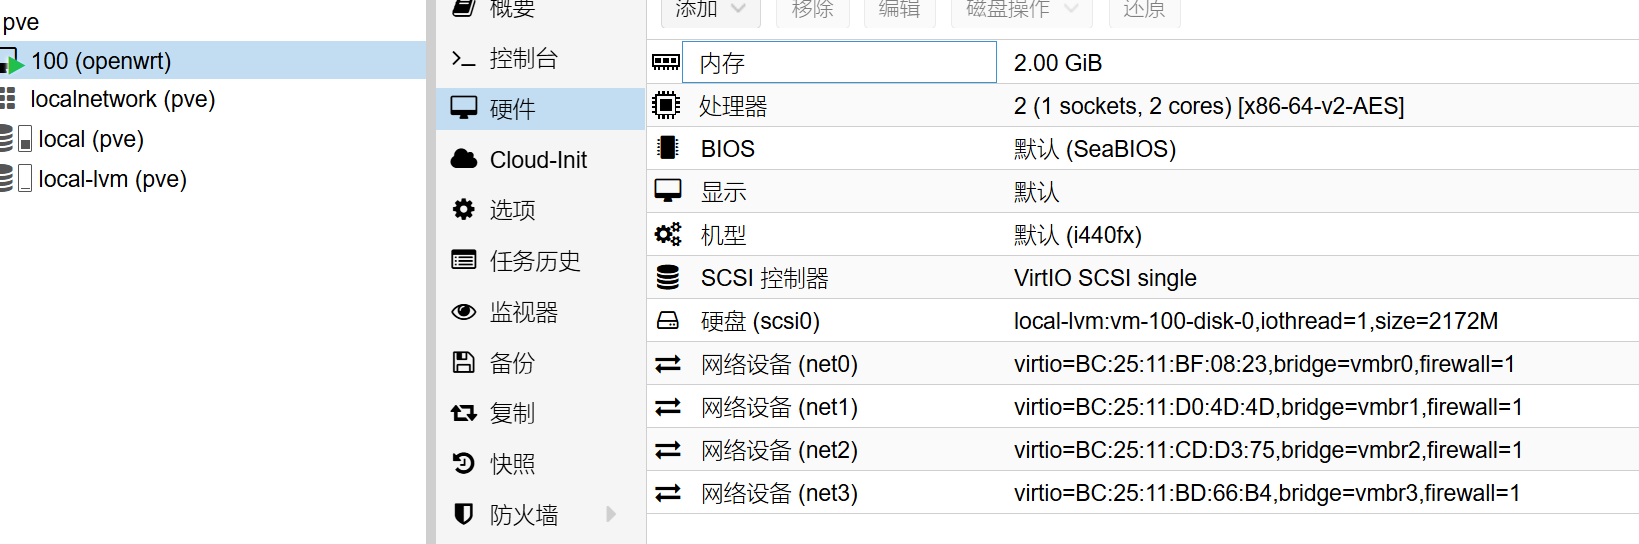 pve
100 (openwrt)
localnetwork (pve)
local (pve)
local-lvm (pve)
概要
控制台
硬件
Cloud-Init
选项
任务历史
监视器
备份
复制
快照
防火墙
添加 移除 编辑 磁盘操作 还原
内存 2.00 GiB
处理器 2 (1 sockets, 2 cores) [x86-64-v2-AES]
BIOS 默认 (SeaBIOS)
显示 默认
机型 默认 (i440fx)
SCSI 控制器 VirtIO SCSI single
硬盘 (scsi0) local-lvm:vm-100-disk-0,iothread=1,size=2172M
网络设备 (net0) virtio=BC:25:11:BF:08:23,bridge=vmbr0,firewall=1
网络设备 (net1) virtio=BC:25:11:D0:4D:4D,bridge=vmbr1,firewall=1
网络设备 (net2) virtio=BC:25:11:CD:D3:75,bridge=vmbr2,firewall=1
网络设备 (net3) virtio=BC:25:11:BD:66:B4,bridge=vmbr3,firewall=1